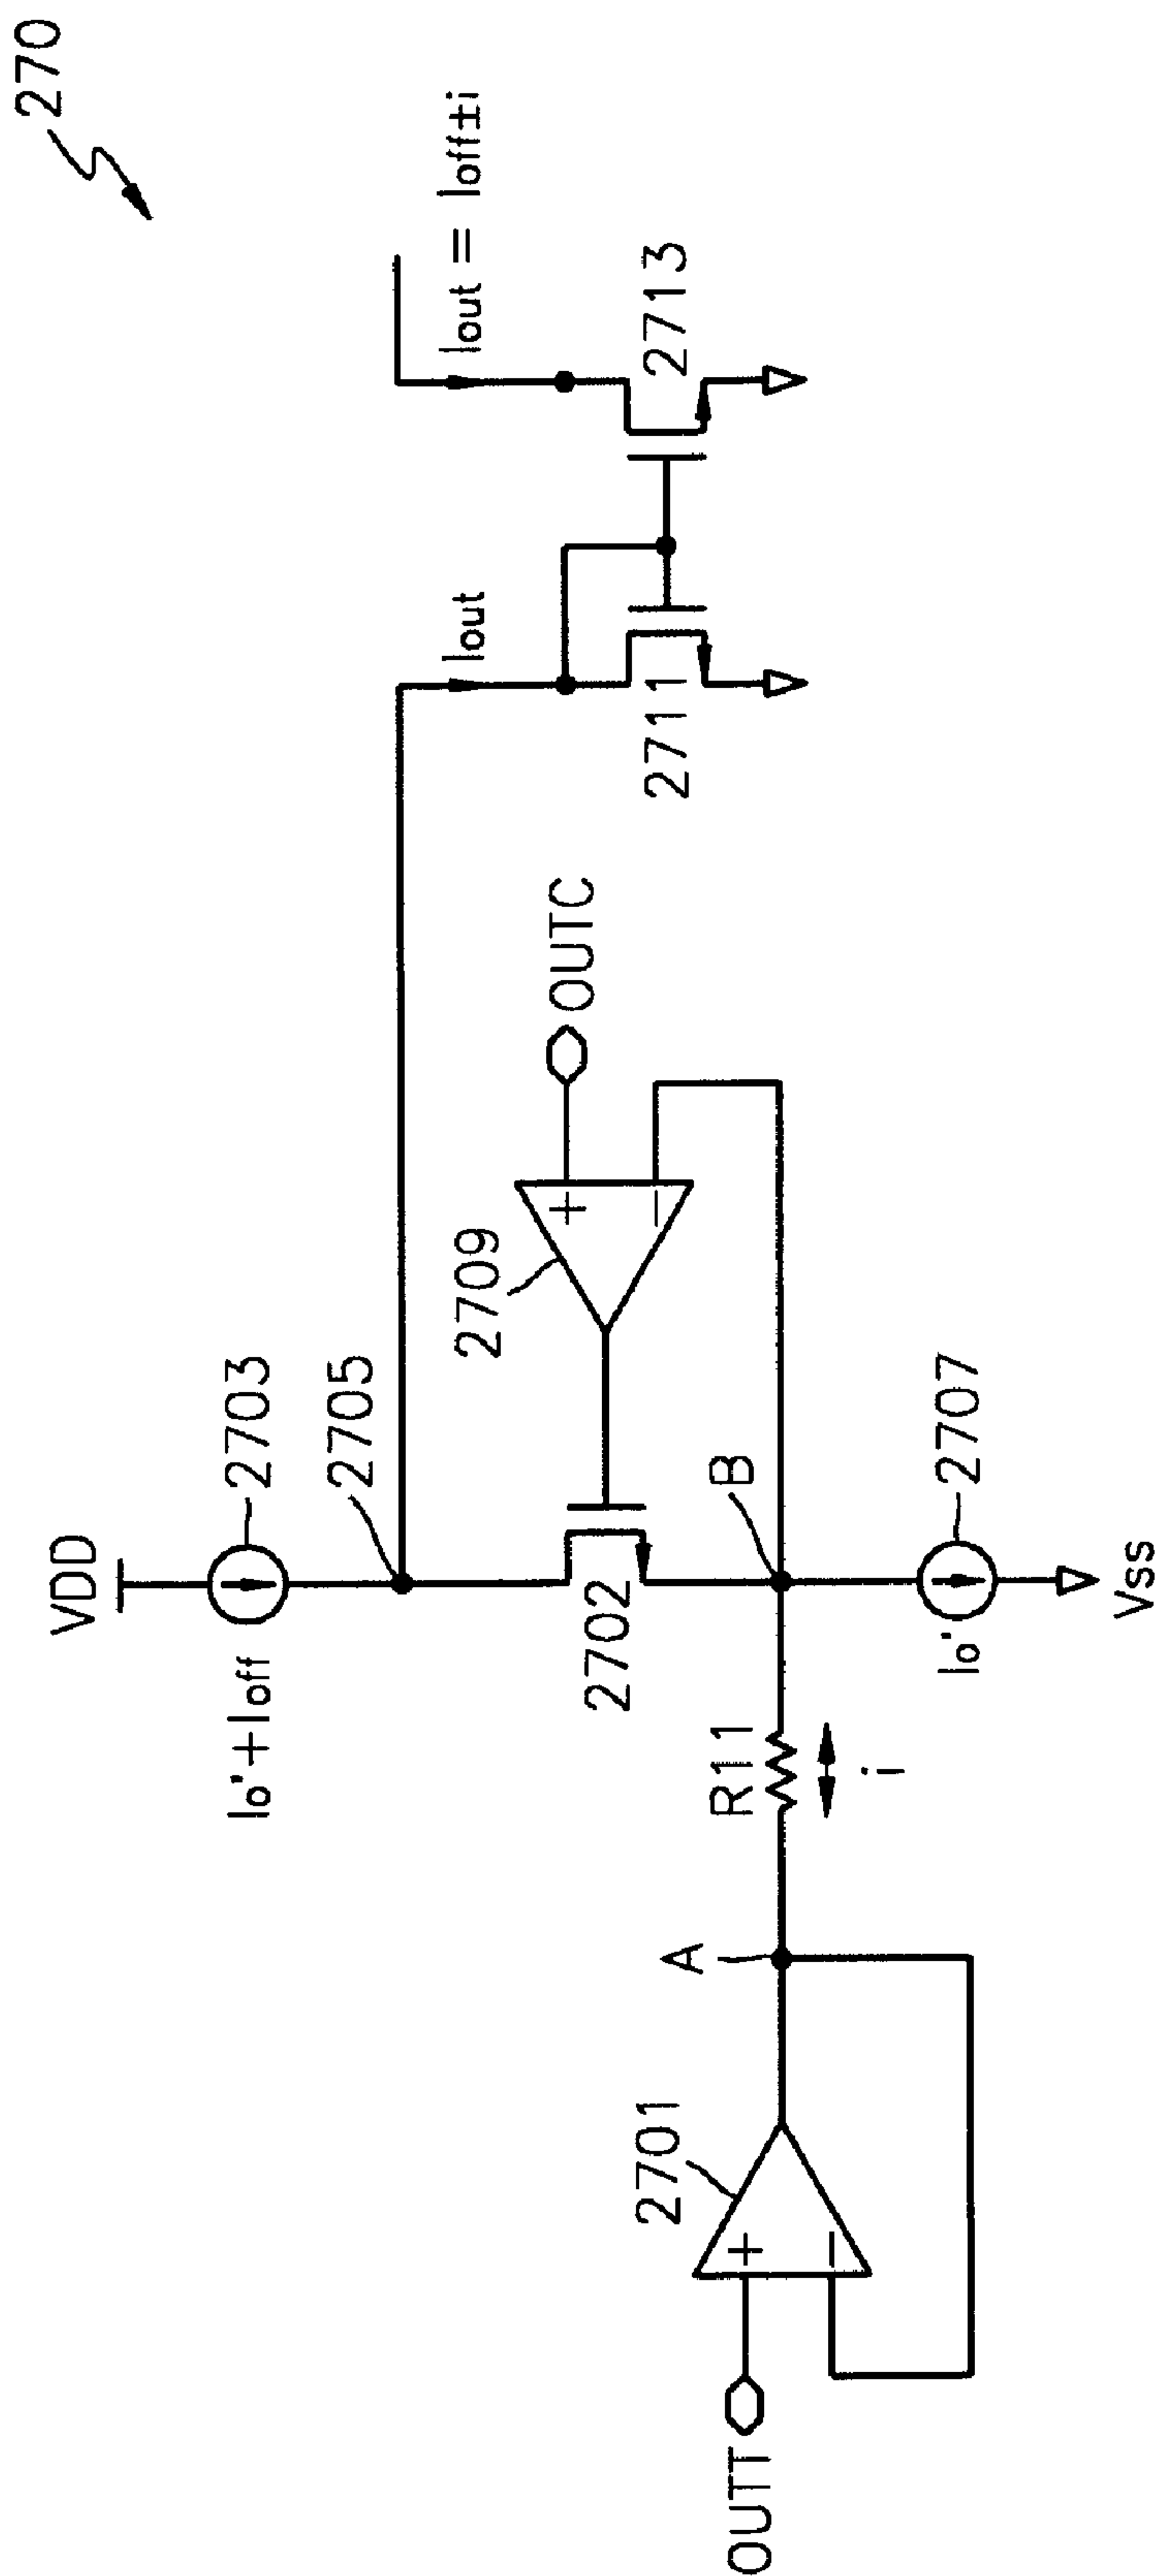 270
VDD
Io'+Ioff
2703
2705
Iout
Iout = Ioff±i
2709
OUTC
2711
2713
2702
B
R11
i
A
2701
OUTT
Io'
2707
Vss
+
−
+
−